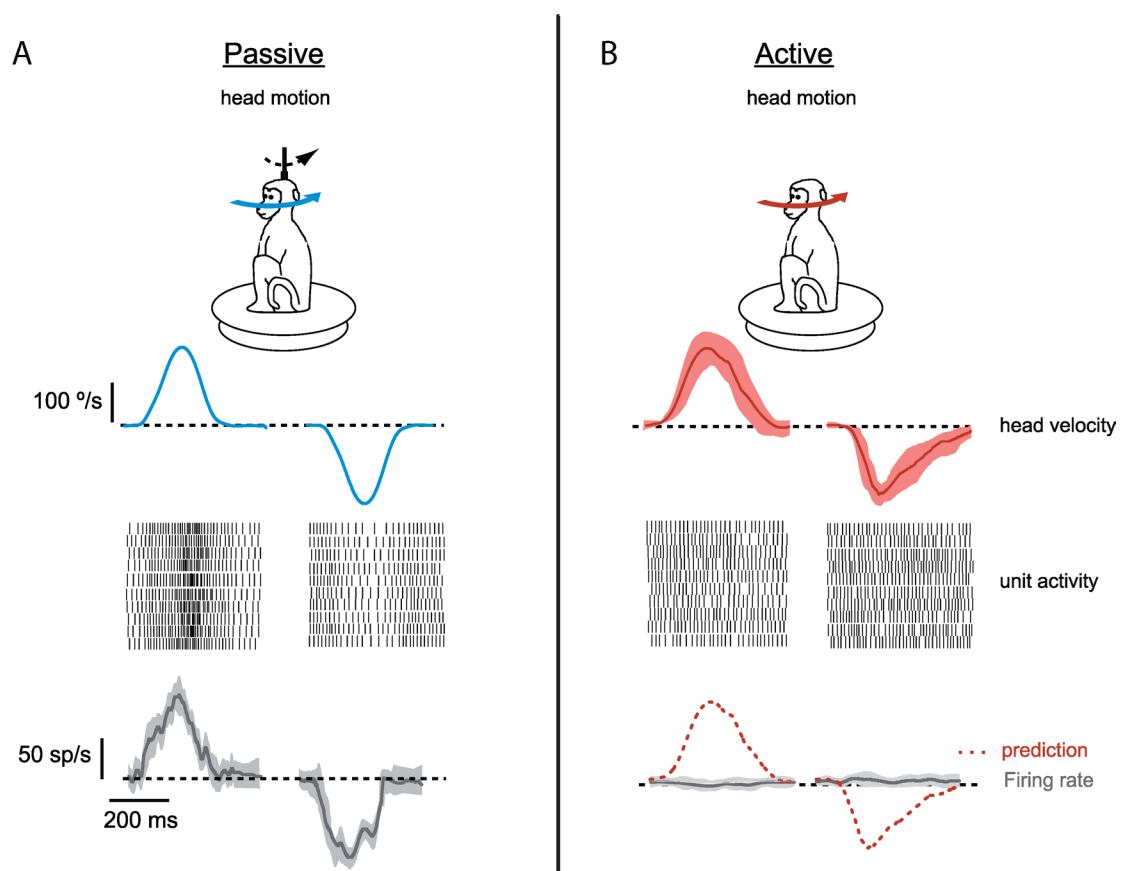 A
Passive
head motion
100 º/s
50 sp/s
200 ms
B
Active
head motion
head velocity
unit activity
prediction
Firing rate